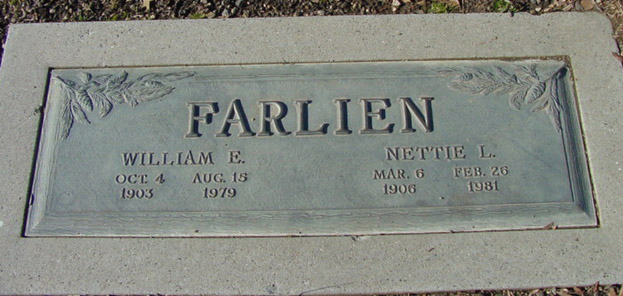 FARLIEN
WILLIAM E. NETTIE L.
OCT. 4 AUG. 15 MAR. 6 FEB. 26
1903 1979 1906 1981